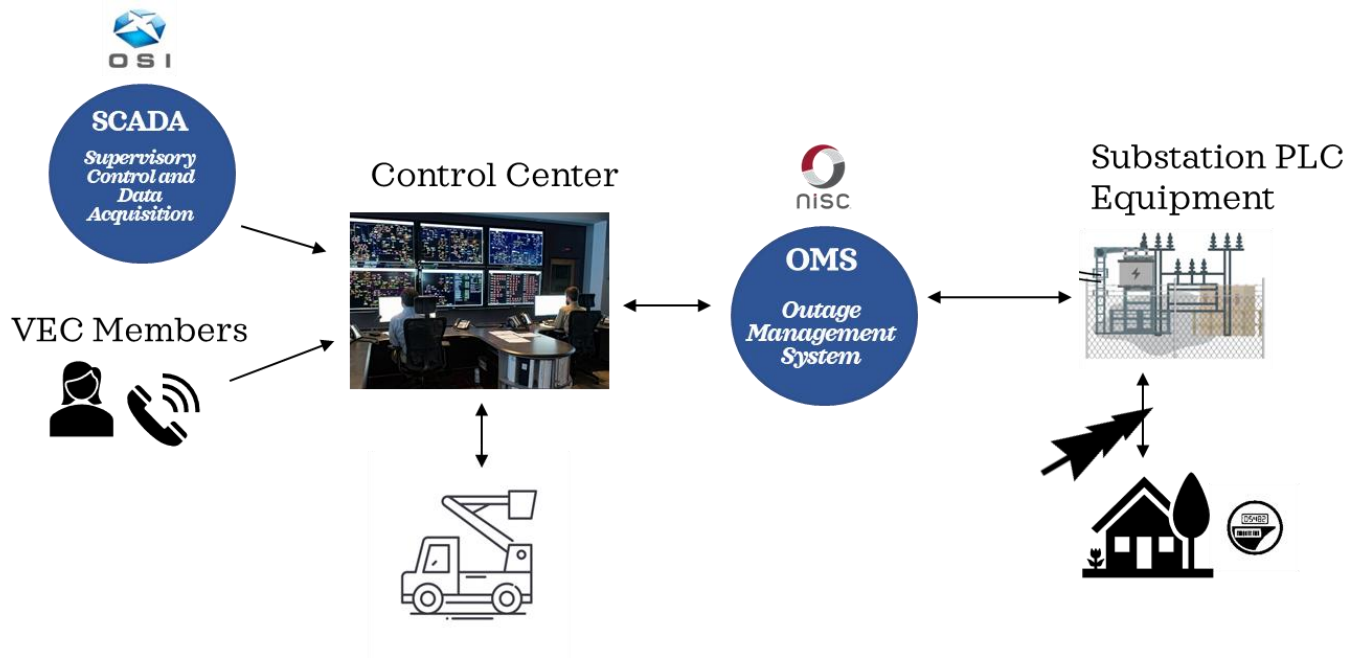 OSI
SCADA
Supervisory
Control and
Data
Acquisition
Control Center
VEC Members
nisc
OMS
Outage
Management
System
Substation PLC
Equipment
05482